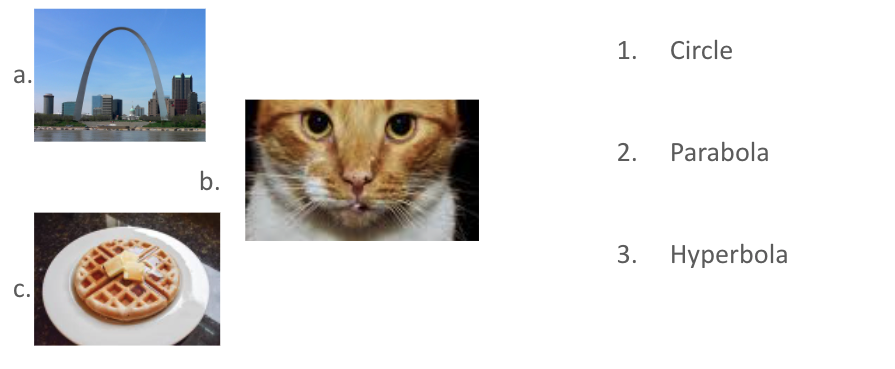 a.
b.
c.
1. Circle
2. Parabola
3. Hyperbola